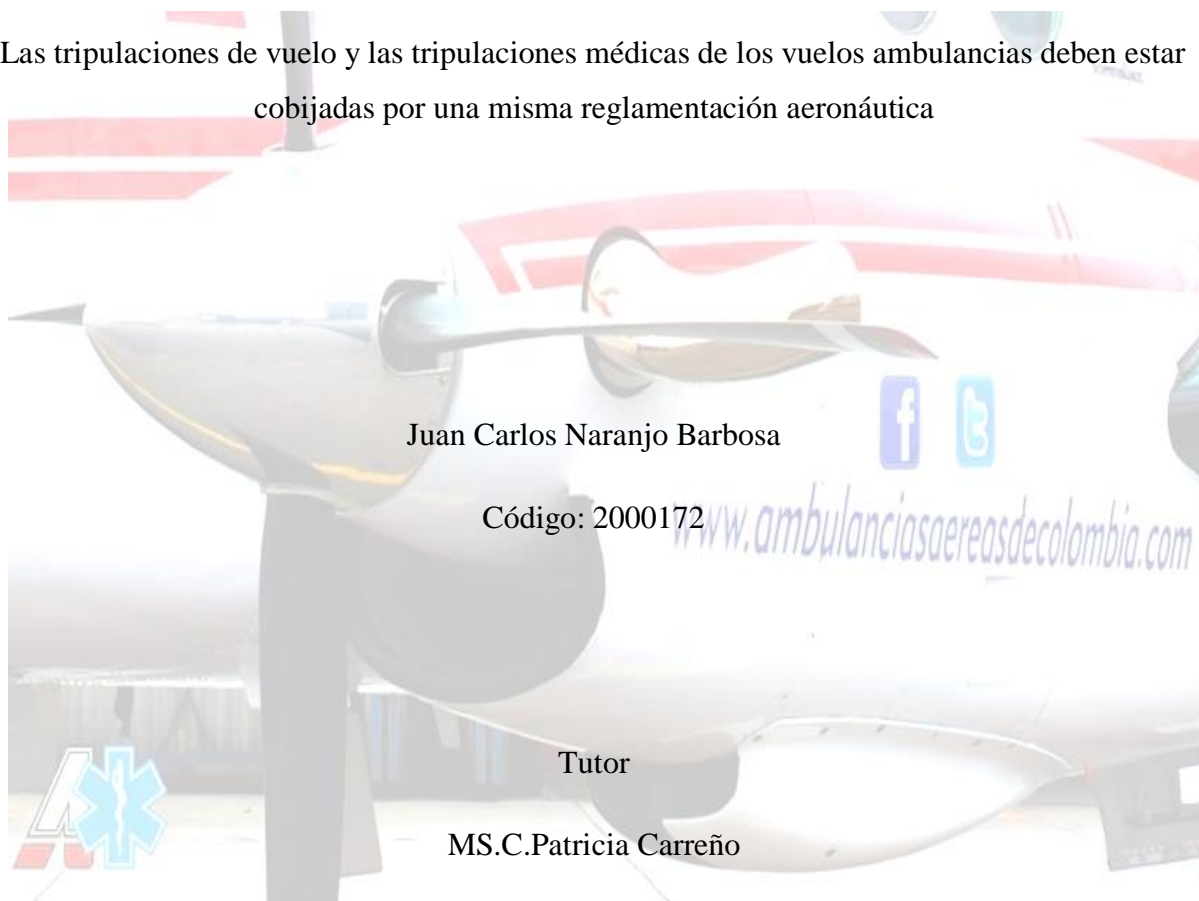 Las tripulaciones de vuelo y las tripulaciones médicas de los vuelos ambulancias deben estar
cobijadas por una misma reglamentación aeronáutica
Juan Carlos Naranjo Barbosa
Código: 2000172
www.ambulanciasaereasdecolombia.com
Tutor
MS.C.Patricia Carreño